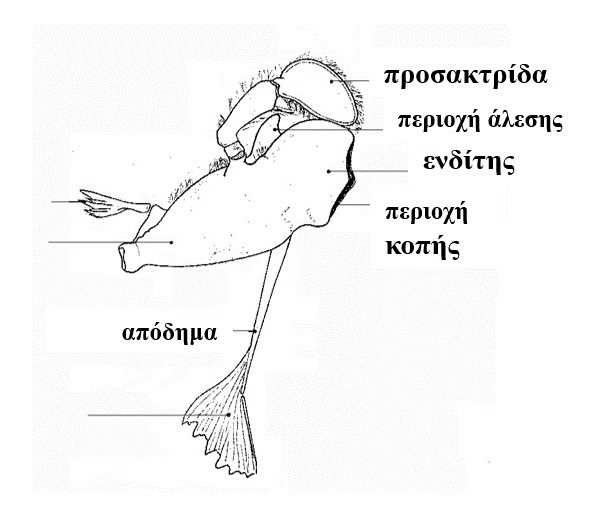 προσακτρίδα
περιοχή άλεσης
ενδίτης
περιοχή
κοπής
απόδημα